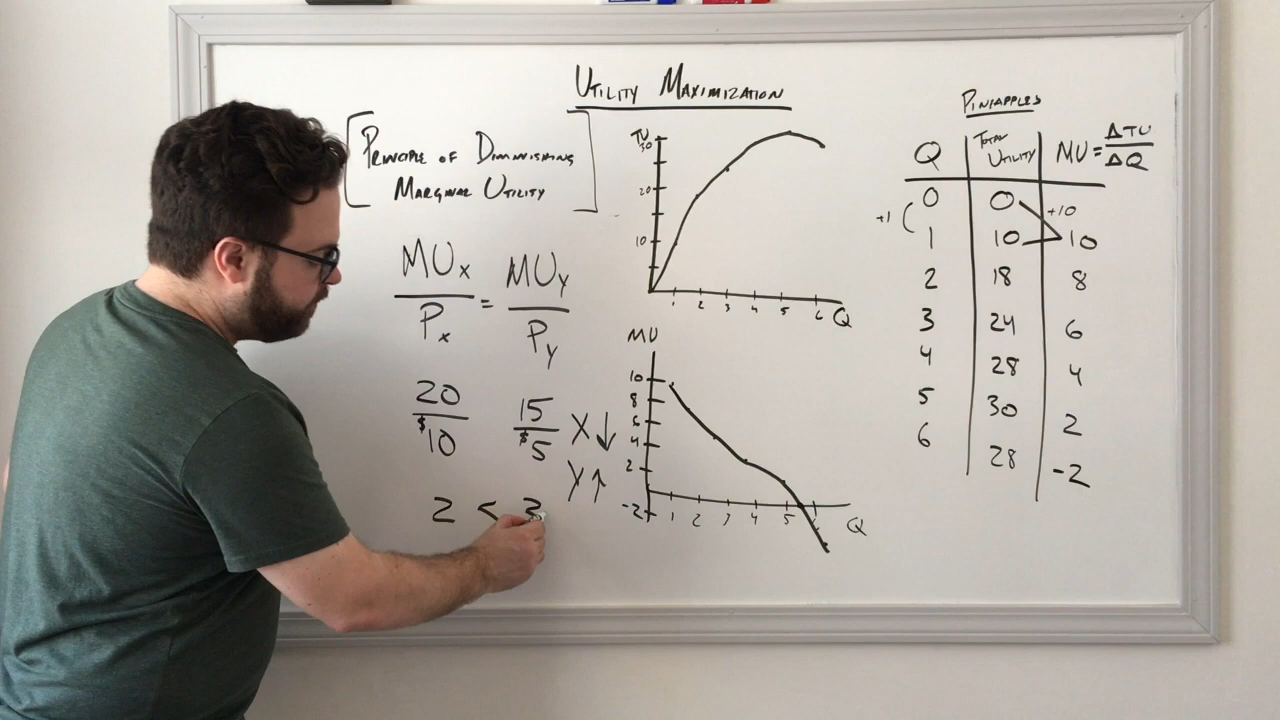 UTILITY MAXIMIZATION
[PRINCIPLE OF DIMINISHING
MARGINAL UTILITY]
MUx = MUy
Px Py
20 15
$10 $5
X↓
Y↑
2 < 3
TU
30
20
10
1 2 3 4 5 6 Q
MU
10
8
6
4
2
-2
1 2 3 4 5 6 Q
PINEAPPLES
Q TOTAL UTILITY MU = ΔTU/ΔQ
0 0
+1 +10
1 10 10
2 18 8
3 24 6
4 28 4
5 30 2
6 28 -2